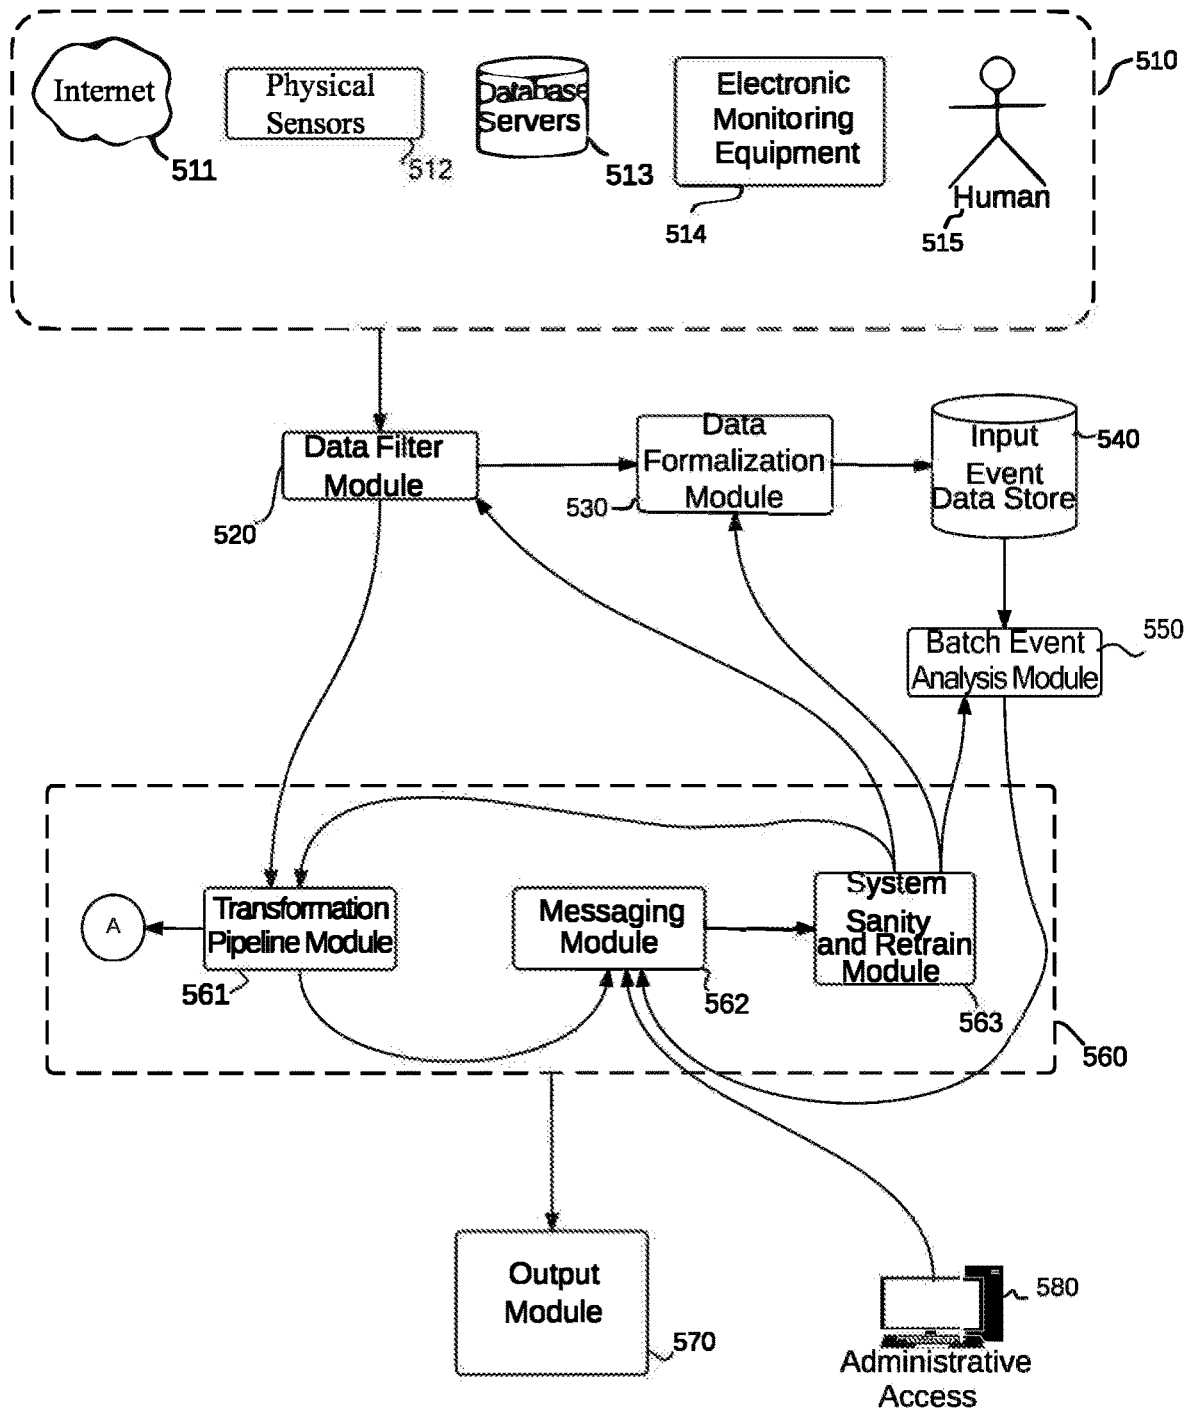 510
Internet
511
Physical
Sensors
512
Database
Servers
513
Electronic
Monitoring
Equipment
514
Human
515
Data Filter
Module
520
Data
Formalization
Module
530
Input
Event
Data Store
540
Batch Event
Analysis Module
550
A
Transformation
Pipeline Module
561
Messaging
Module
562
System
Sanity
and Retrain
Module
563
560
Output
Module
570
580
Administrative
Access